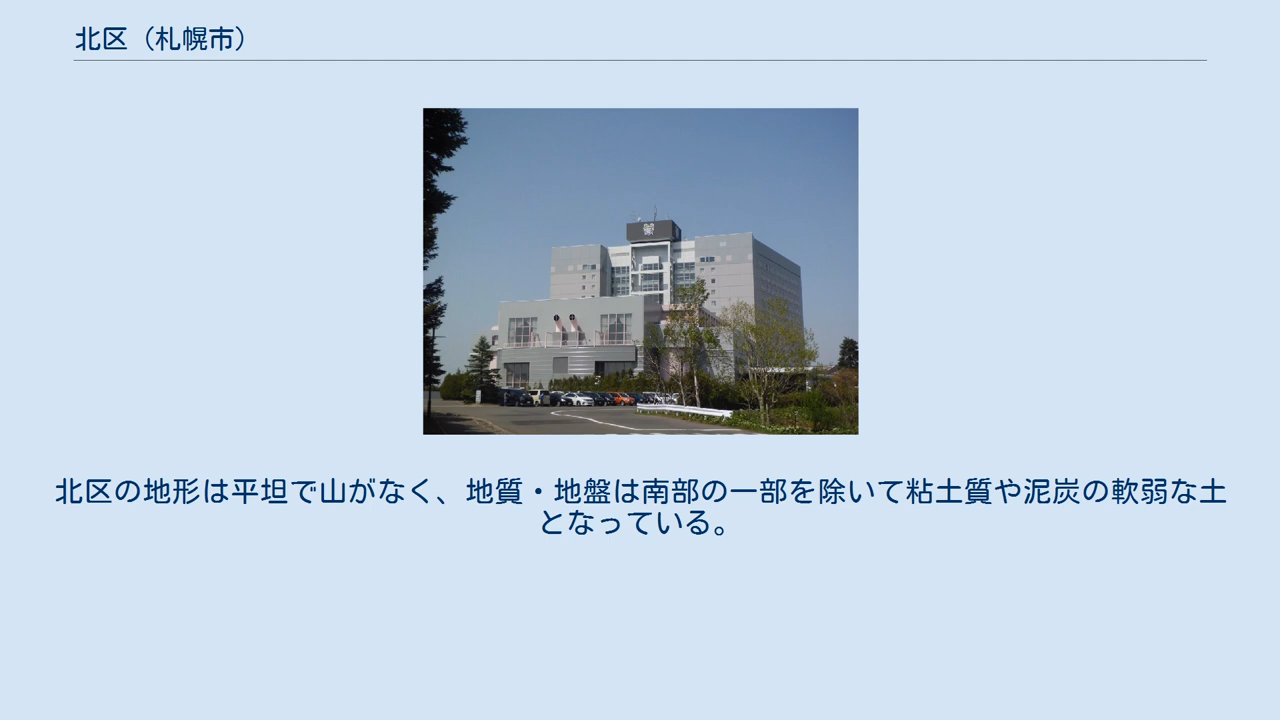 北区（札幌市）
北区の地形は平坦で山がなく、地質・地盤は南部の一部を除いて粘土質や泥炭の軟弱な土
となっている。